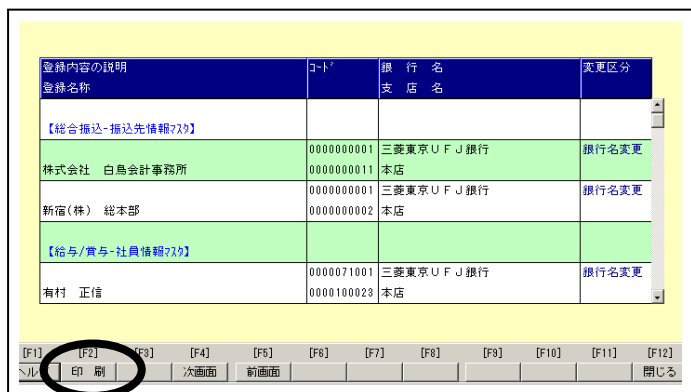 登録内容の説明 コード 銀 行 名 変更区分
登録名称 支 店 名
【総合振込-振込先情報マスタ】
0000000001 三菱東京UFJ銀行 銀行名変更
株式会社 白鳥会計事務所 0000000011 本店
0000000001 三菱東京UFJ銀行 銀行名変更
新宿(株) 総本部 0000000002 本店
【給与/賞与-社員情報マスタ】
0000071001 三菱東京UFJ銀行 銀行名変更
有村 正信 0000100023 本店
[F1] [F2] [F3] [F4] [F5] [F6] [F7] [F8] [F9] [F10] [F11] [F12]
印 刷 次画面 前画面 閉じる